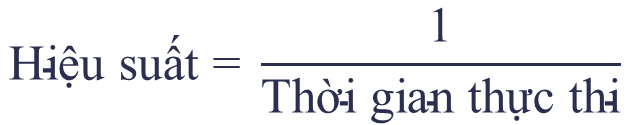 Hiệu suất = 1
Thời gian thực thi